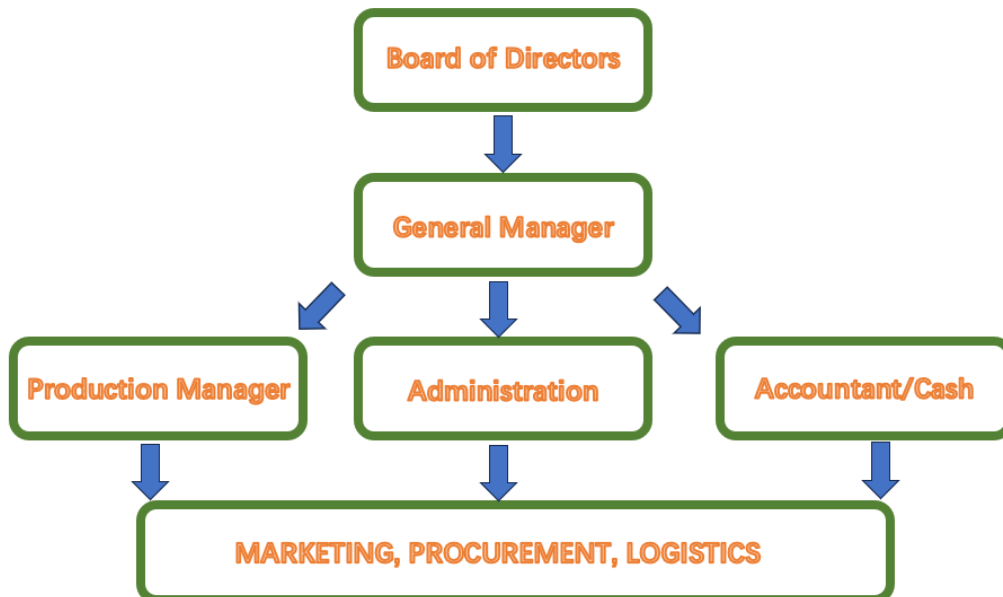 Board of Directors
General Manager
Production Manager
Administration
Accountant/Cash
MARKETING, PROCUREMENT, LOGISTICS